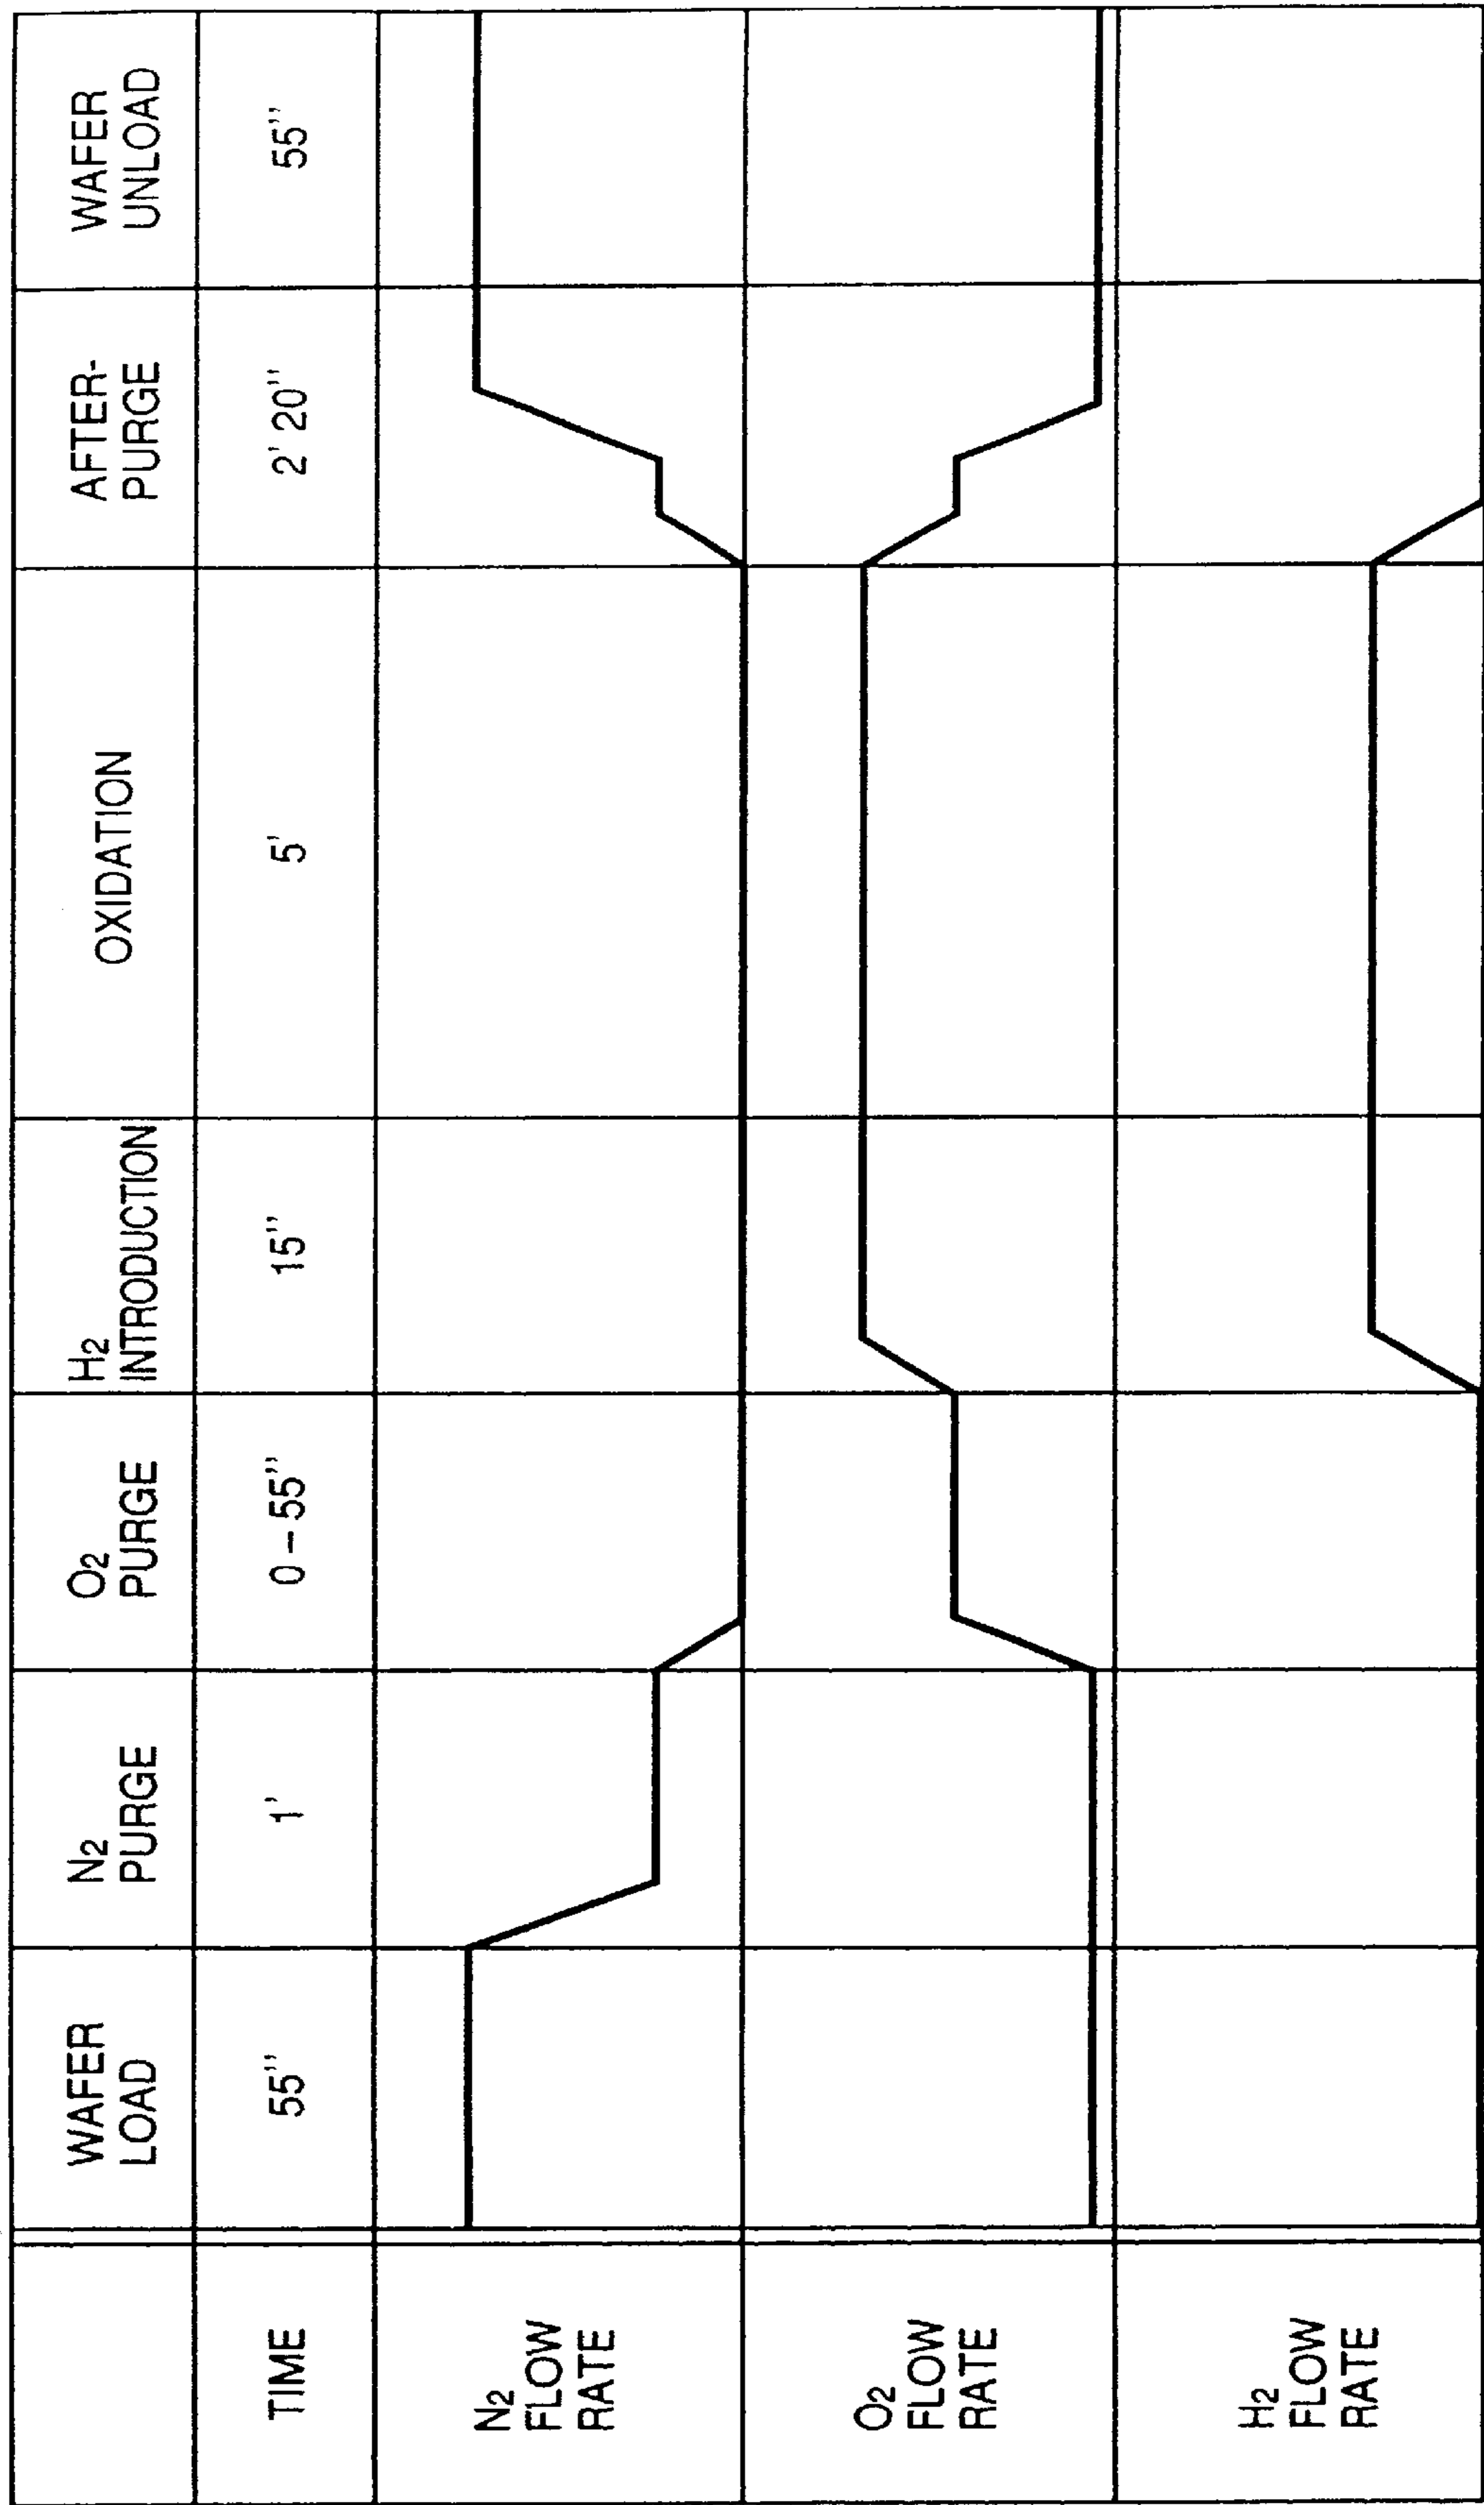 WAFER
LOAD
N2
PURGE
O2
PURGE
H2
INTRODUCTION
OXIDATION
AFTER-
PURGE
WAFER
UNLOAD
TIME
55"
1'
0–55"
15"
5'
2' 20"
55"
N2
FLOW
RATE
O2
FLOW
RATE
H2
FLOW
RATE